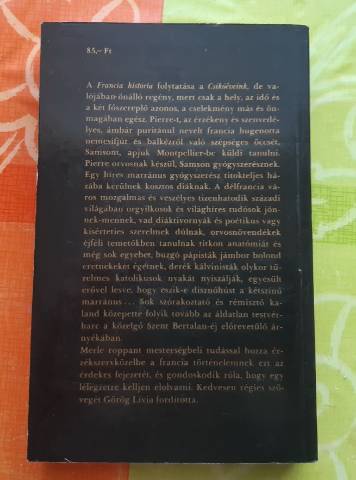 85,– Ft
A Francia história folytatása a Csikóéveink, de va-
lójában önálló regény, mert csak a hely, az idő és
a két főszereplő azonos, a cselekmény más és ön-
magában egész. Pierre-t, az érzékeny és szenvedé-
lyes, ámbár puritánul nevelt francia hugenotta
nemesifjút és balkézről való szépséges öccsét,
Samsont, apjuk Montpellier-be küldi tanulni.
Pierre orvosnak készül, Samson gyógyszerésznek.
Egy híres marránus gyógyszerész titokteljes há-
zába kerülnek kosztos diáknak. A délfrancia vá-
ros mozgalmas és veszélyes tizenhatodik századi
világában orgyilkosok és világhíres tudósok jön-
nek-mennek, vad diáktivornyák és poétikus vagy
kísérteties szerelmek dúlnak, orvosnövendékek
éjféli temetőkben tanulnak titkon anatómiát és
még sok egyebet, buzgó pápisták jámbor bolond
eretnekeket égetnek, derék kálvinisták olykor tü-
relmes katolikusok nyakát nyiszálják, egyesült
erővel lesve, hogy eszik-e disznóhúst a kétszínű
marránus... Sok szórakoztató és rémisztő ka-
land közepette folyik tovább az áldatlan testvér-
harc a közelgő Szent Bertalan-éj előrevetülő ár-
nyékában.
Merle roppant mesterségbeli tudással hozza ér-
zékszervközelbe a francia történelemnek ezt az
érdekes fejezetét, és gondoskodik róla, hogy egy
lélegzetre kelljen elolvasni. Kedvesen régies szö-
vegét Görög Lívia fordította.